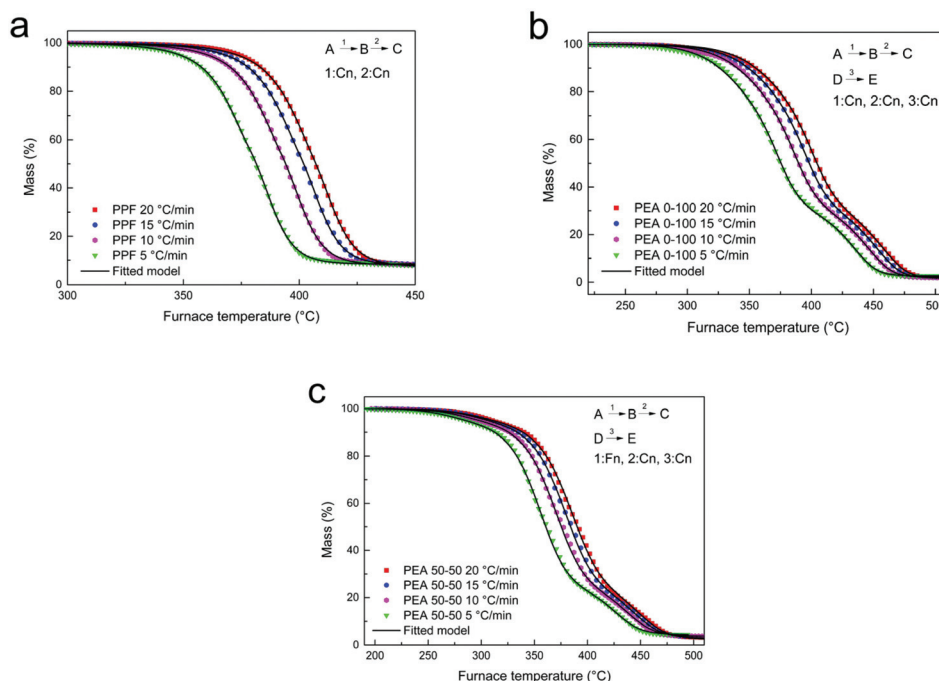 a
A 1→ B 2→ C
1:Cn, 2:Cn
100
80
60
40
20
0
Mass (%)
PPF 20 °C/min
PPF 15 °C/min
PPF 10 °C/min
PPF 5 °C/min
Fitted model
300
350
400
450
Furnace temperature (°C)
b
A 1→ B 2→ C
D 3→ E
1:Cn, 2:Cn, 3:Cn
100
80
60
40
20
0
Mass (%)
PEA 0-100 20 °C/min
PEA 0-100 15 °C/min
PEA 0-100 10 °C/min
PEA 0-100 5 °C/min
Fitted model
250
300
350
400
450
Furnace temperature (°C)
c
A 1→ B 2→ C
D 3→ E
1:Fn, 2:Cn, 3:Cn
100
80
60
40
20
0
Mass (%)
PEA 50-50 20 °C/min
PEA 50-50 15 °C/min
PEA 50-50 10 °C/min
PEA 50-50 5 °C/min
Fitted model
200
250
300
350
400
450
500
Furnace temperature (°C)